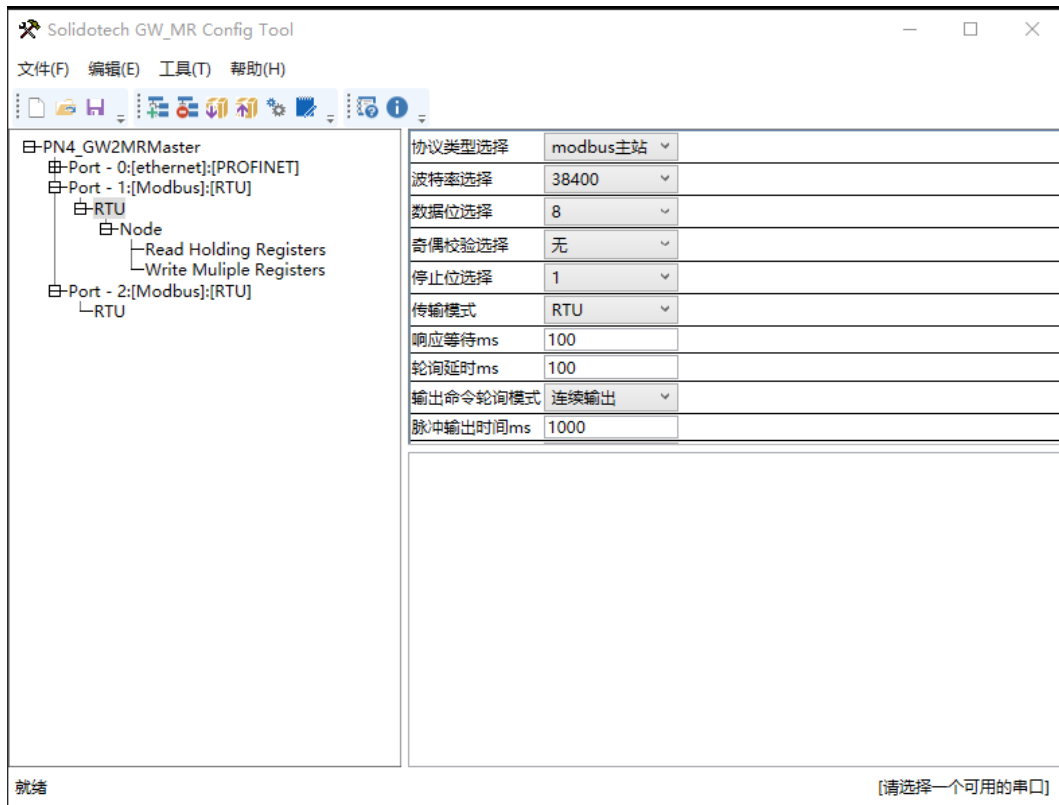 Solidotech GW_MR Config Tool
文件(F) 编辑(E) 工具(T) 帮助(H)
PN4_GW2MRMaster
Port - 0:[ethernet]:[PROFINET]
Port - 1:[Modbus]:[RTU]
RTU
Node
Read Holding Registers
Write Muliple Registers
Port - 2:[Modbus]:[RTU]
RTU
协议类型选择 modbus主站
波特率选择 38400
数据位选择 8
奇偶校验选择 无
停止位选择 1
传输模式 RTU
响应等待ms 100
轮询延时ms 100
输出命令轮询模式 连续输出
脉冲输出时间ms 1000
就绪 [请选择一个可用的串口]